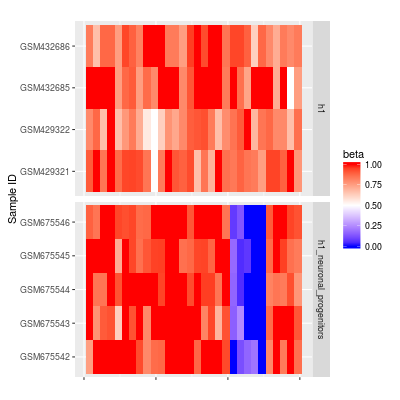 GSM432686
GSM432685
GSM429322
GSM429321
h1
Sample ID
GSM675546
GSM675545
GSM675544
GSM675543
GSM675542
h1_neuronal_progenitors
beta
1.00
0.75
0.50
0.25
0.00